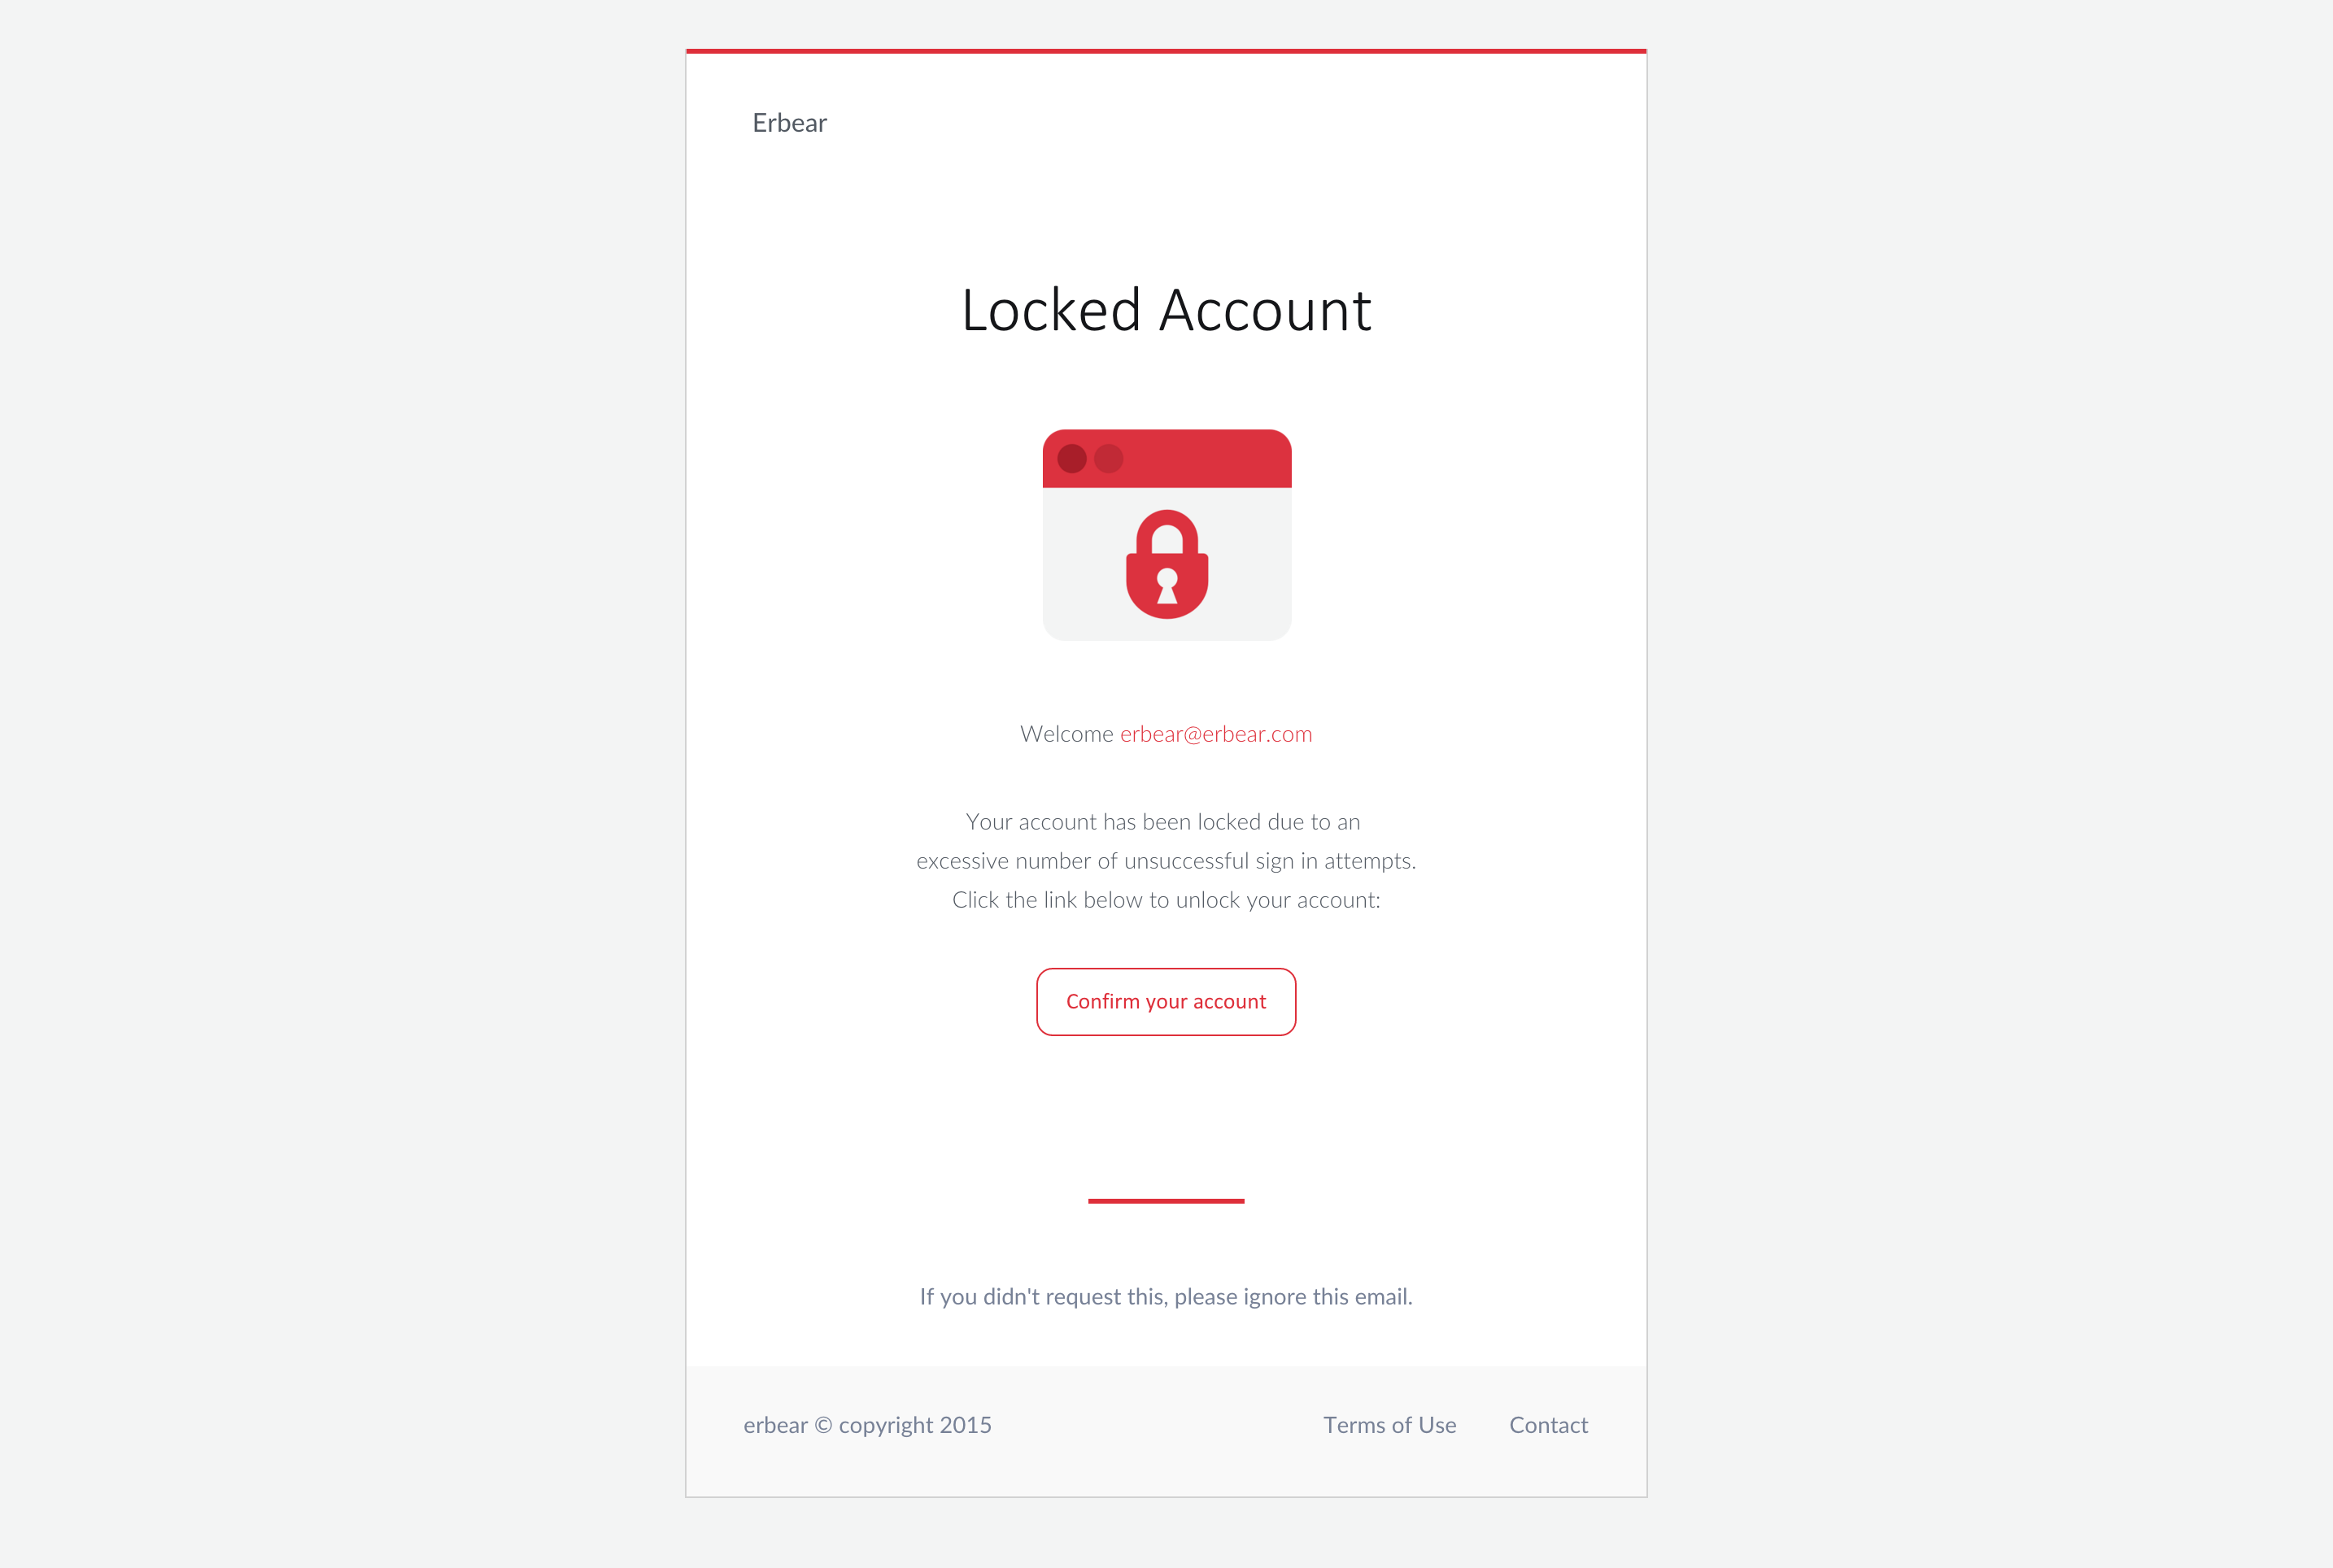 Erbear
Locked Account
Welcome erbear@erbear.com
Your account has been locked due to an
excessive number of unsuccessful sign in attempts.
Click the link below to unlock your account:
Confirm your account
If you didn't request this, please ignore this email.
erbear © copyright 2015
Terms of Use
Contact